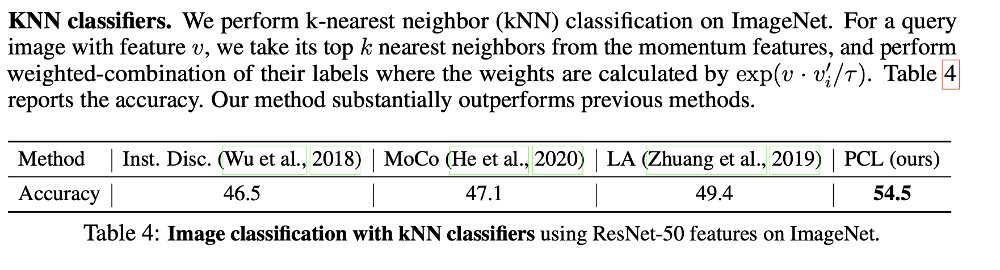 KNN classifiers. We perform k-nearest neighbor (kNN) classification on ImageNet. For a query
image with feature v, we take its top k nearest neighbors from the momentum features, and perform
weighted-combination of their labels where the weights are calculated by exp(v · v′ᵢ/τ). Table 4
reports the accuracy. Our method substantially outperforms previous methods.
Method | Inst. Disc. (Wu et al., 2018) | MoCo (He et al., 2020) | LA (Zhuang et al., 2019) | PCL (ours)
Accuracy | 46.5 | 47.1 | 49.4 | 54.5
Table 4: Image classification with kNN classifiers using ResNet-50 features on ImageNet.